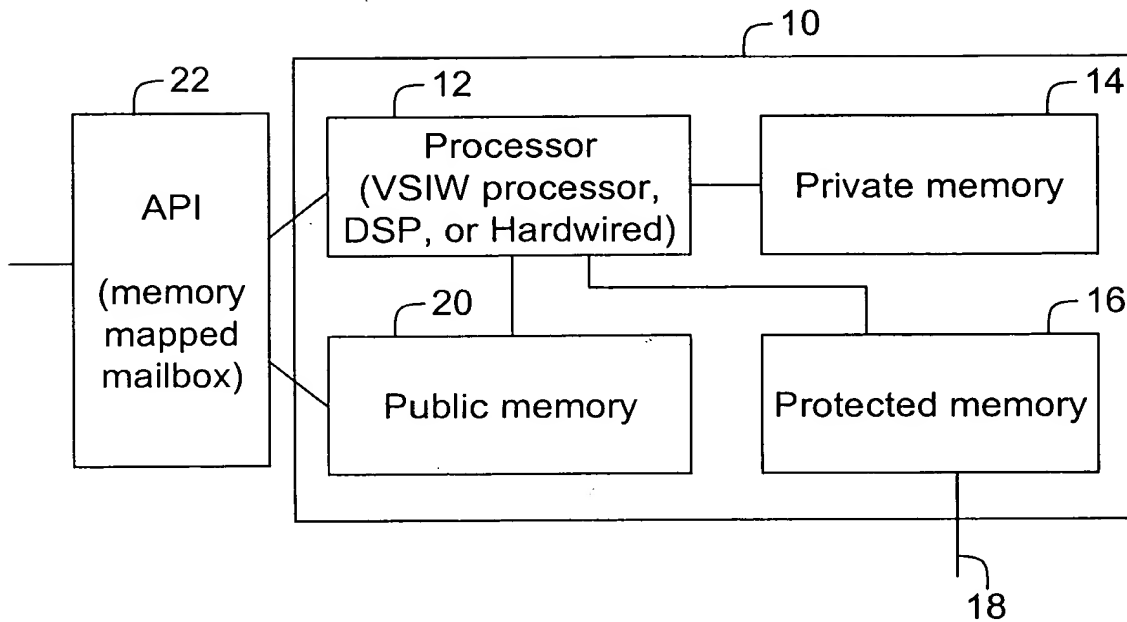 10
22
12
14
API
(memory
mapped
mailbox)
Processor
(VSIW processor,
DSP, or Hardwired)
Private memory
20
16
Public memory
Protected memory
18